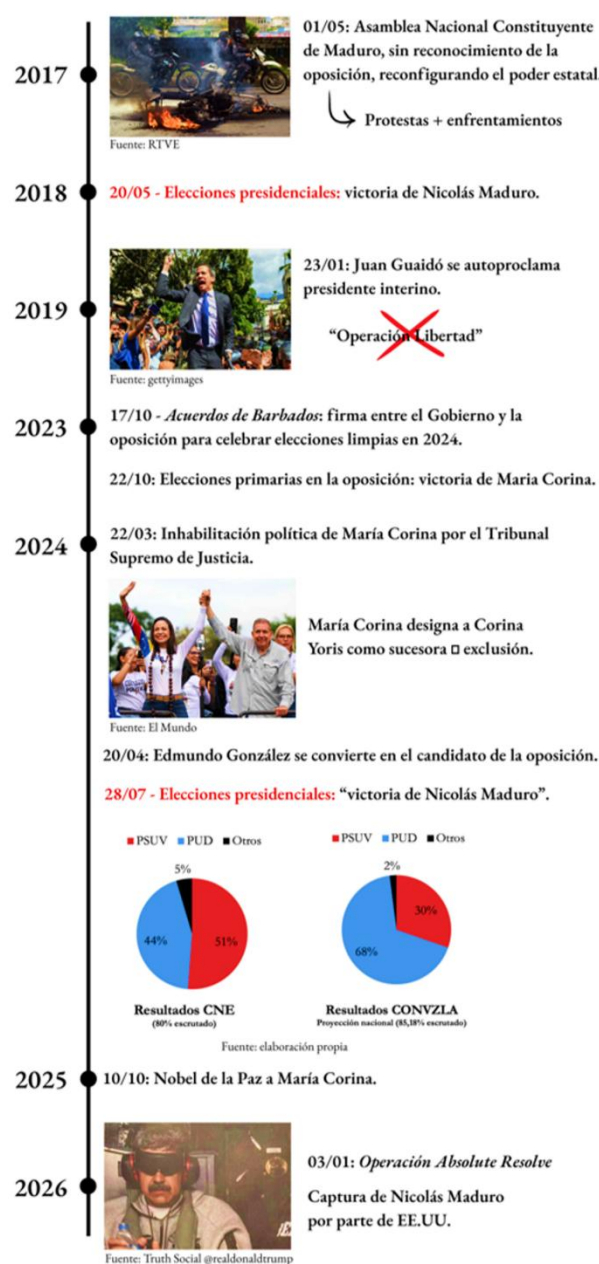 2017
01/05: Asamblea Nacional Constituyente
de Maduro, sin reconocimiento de la
oposición, reconfigurando el poder estatal.
Protestas + enfrentamientos
Fuente: RTVE
2018
20/05 - Elecciones presidenciales: victoria de Nicolás Maduro.
2019
23/01: Juan Guaidó se autoproclama
presidente interino.
“Operación Libertad”
Fuente: gettyimages
2023
17/10 - Acuerdos de Barbados: firma entre el Gobierno y la
oposición para celebrar elecciones limpias en 2024.
22/10: Elecciones primarias en la oposición: victoria de Maria Corina.
2024
22/03: Inhabilitación política de María Corina por el Tribunal
Supremo de Justicia.
María Corina designa a Corina
Yoris como sucesora □ exclusión.
Fuente: El Mundo
20/04: Edmundo González se convierte en el candidato de la oposición.
28/07 - Elecciones presidenciales: “victoria de Nicolás Maduro”.
PSUV PUD Otros
5%
44%
51%
Resultados CNE
(80% escrutado)
PSUV PUD Otros
2%
30%
68%
Resultados CONVZLA
Proyección nacional (85,18% escrutado)
Fuente: elaboración propia
2025
10/10: Nobel de la Paz a María Corina.
2026
03/01: Operación Absolute Resolve
Captura de Nicolás Maduro
por parte de EE.UU.
Fuente: Truth Social @realdonaldtrump